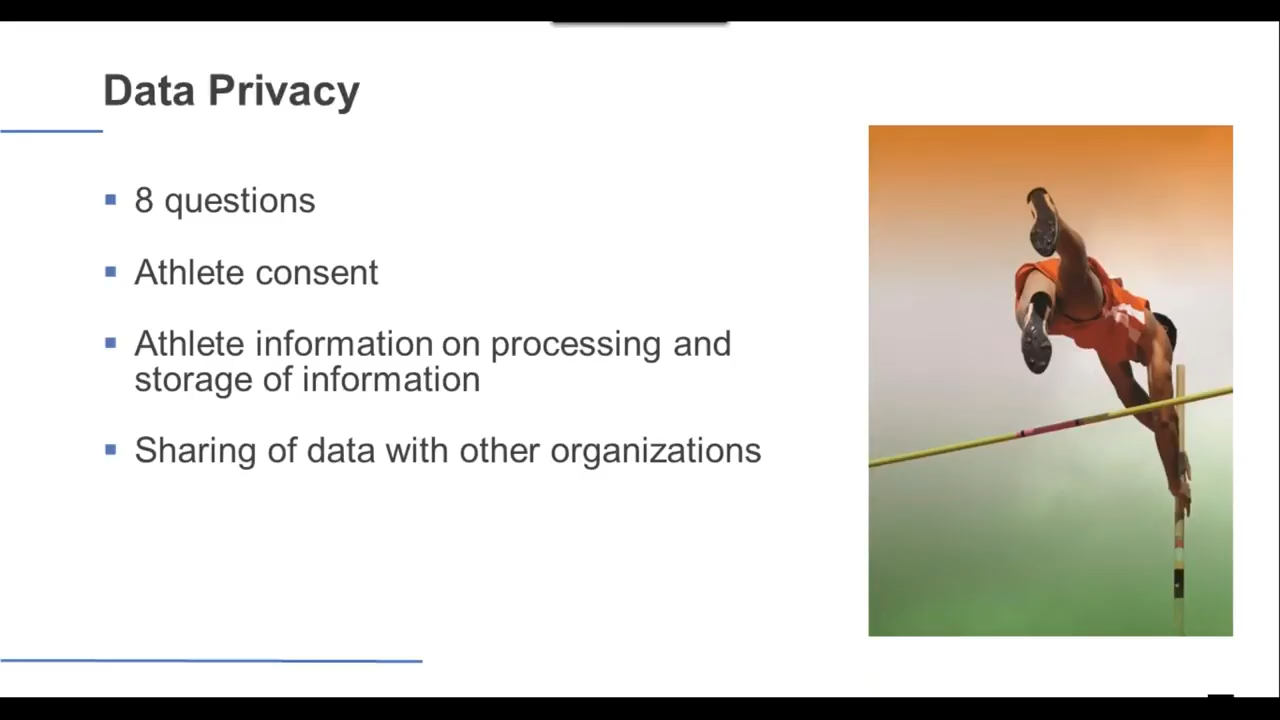 Data Privacy
8 questions
Athlete consent
Athlete information on processing and
storage of information
Sharing of data with other organizations